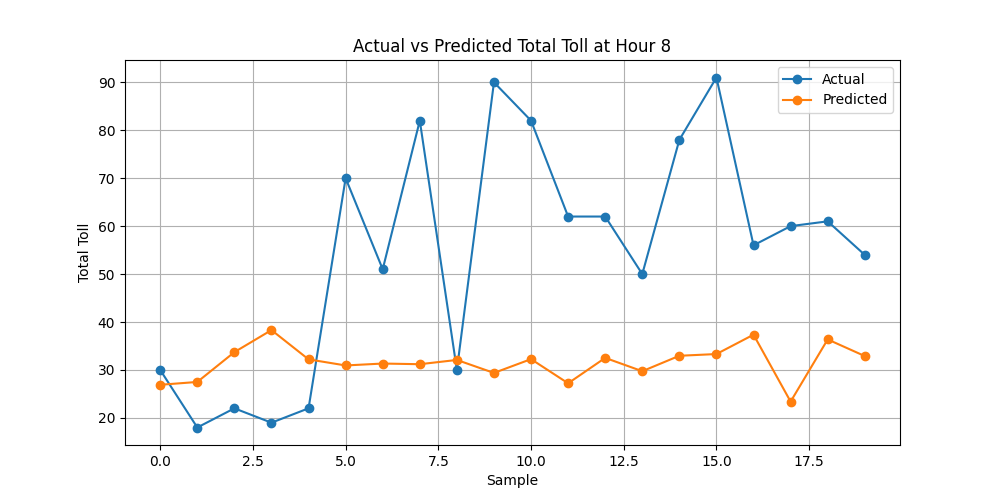 Actual vs Predicted Total Toll at Hour 8
Actual
Predicted
90
80
70
60
50
40
30
20
Total Toll
0.0 2.5 5.0 7.5 10.0 12.5 15.0 17.5
Sample